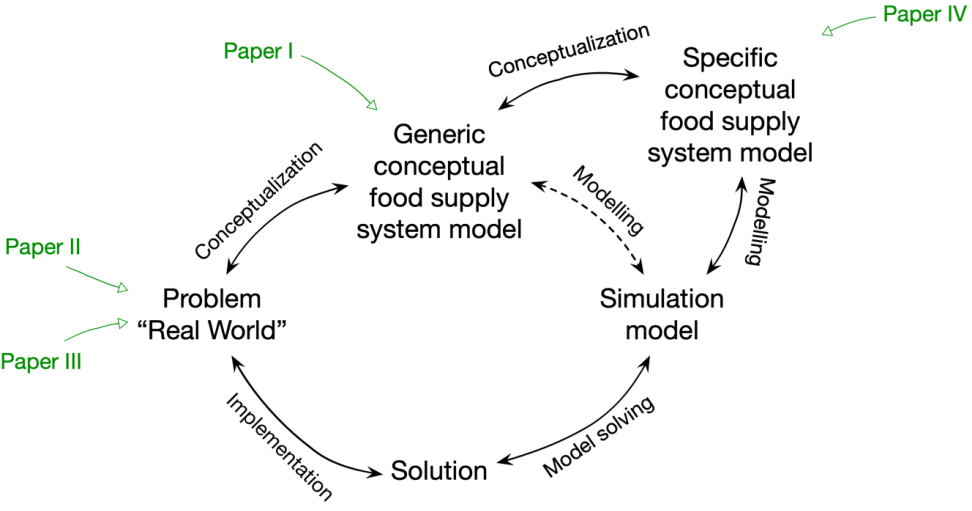 Paper IV
Paper I
Conceptualization
Specific
conceptual
food supply
system model
Generic
conceptual
food supply
system model
Conceptualization
Modelling
Modelling
Paper II
Paper III
Problem
“Real World”
Simulation
model
Implementation
Model solving
Solution